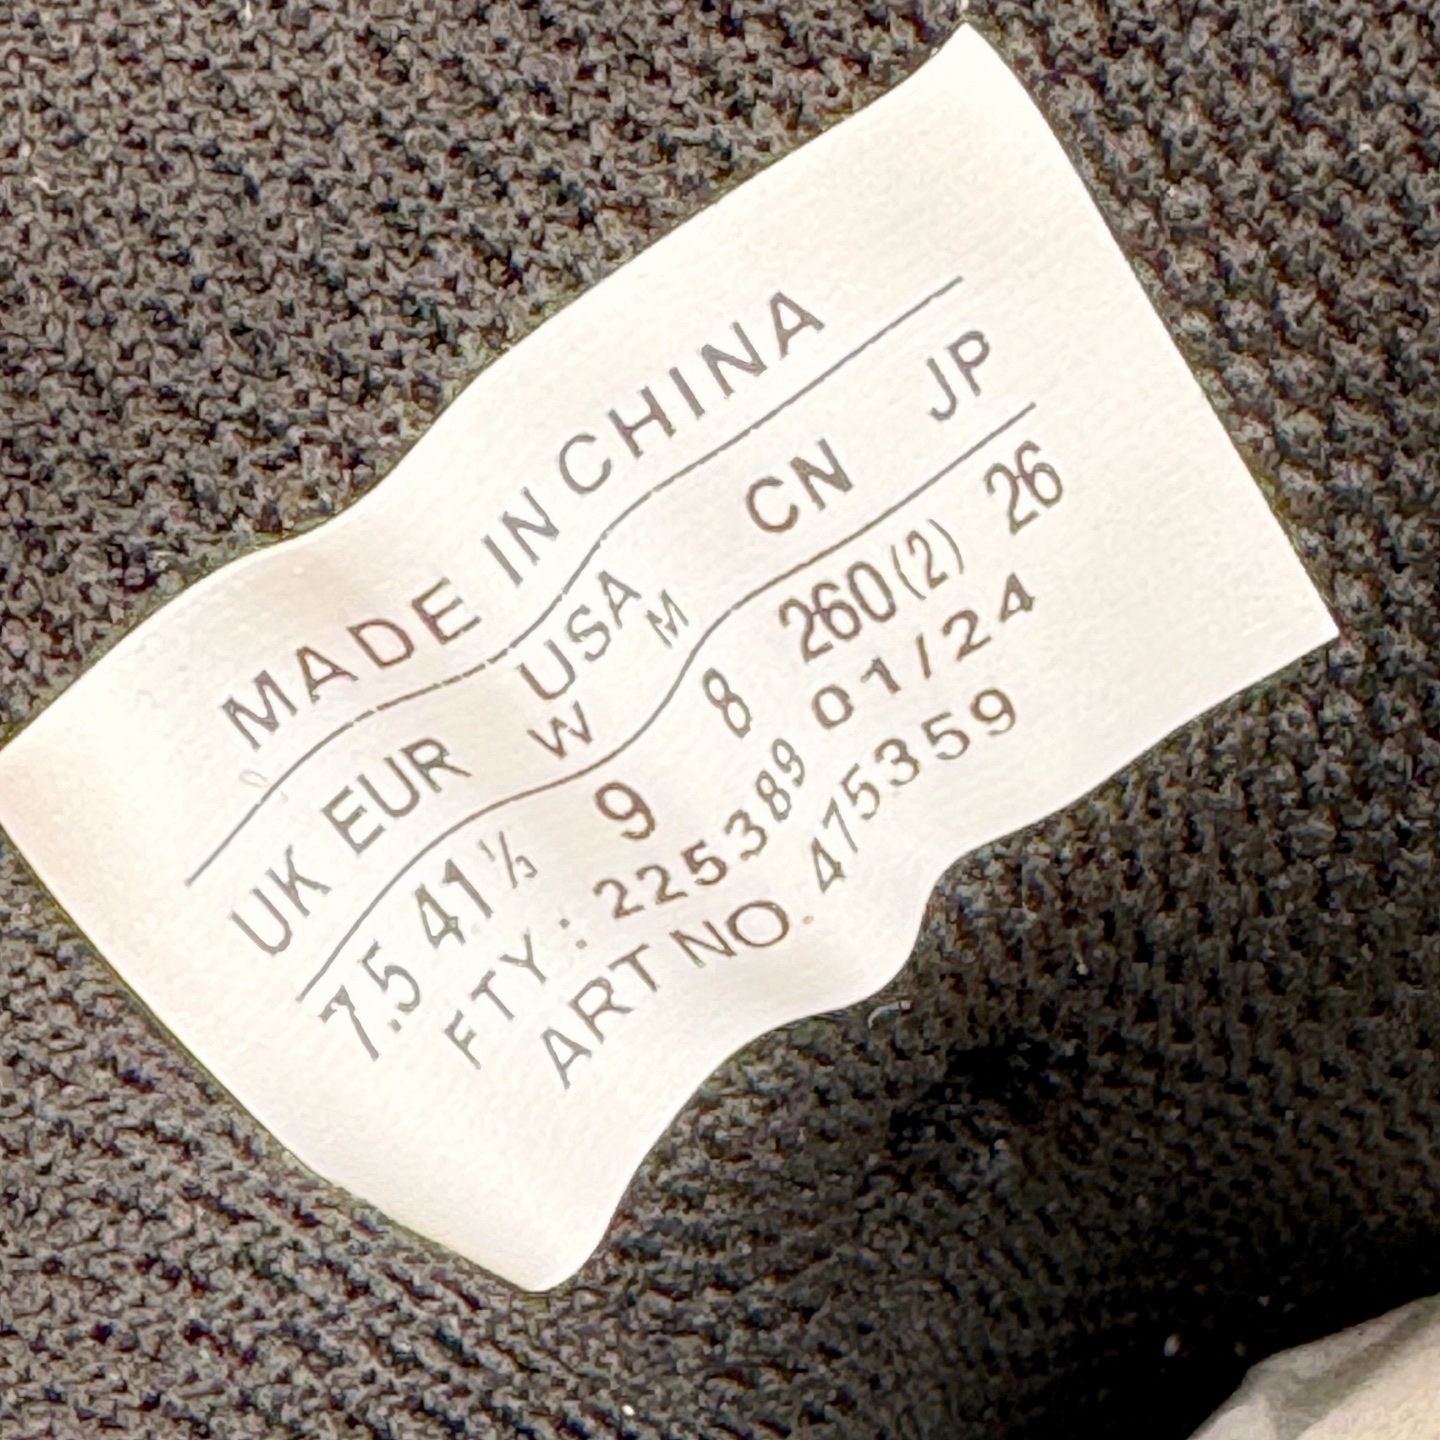 MADE IN CHINA
UK EUR USA CN JP
W M
7.5 41⅓ 9 8 260(2) 26
FTY : 225389 01/24
ART NO. 475359